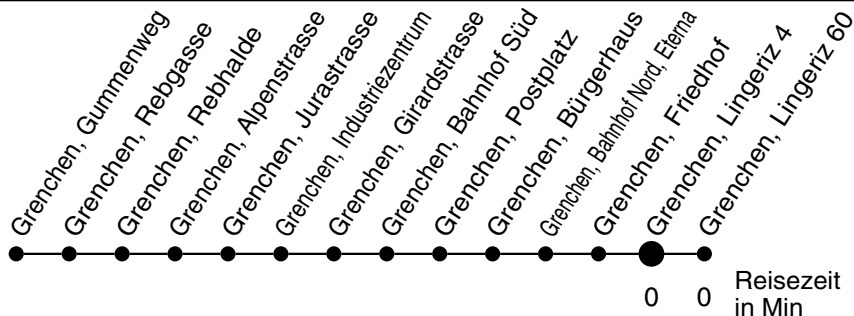 Grenchen, Gummenweg
Grenchen, Rebgasse
Grenchen, Rebhalde
Grenchen, Alpenstrasse
Grenchen, Jurastrasse
Grenchen, Industriezentrum
Grenchen, Girardstrasse
Grenchen, Bahnhof Süd
Grenchen, Postplatz
Grenchen, Bürgerhaus
Grenchen, Bahnhof Nord, Eterna
Grenchen, Friedhof
Grenchen, Lingeriz 4
Grenchen, Lingeriz 60
0 0 Reisezeit
in Min